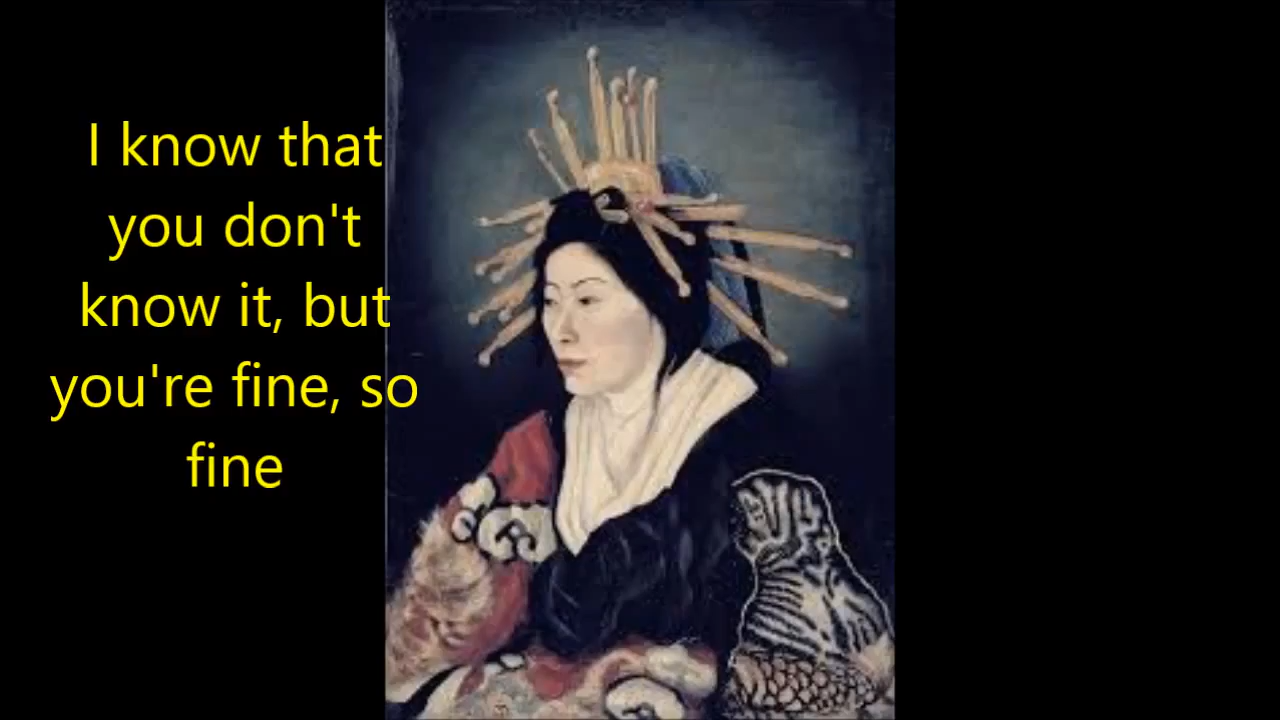 I know that
you don't
know it, but
you're fine, so
fine